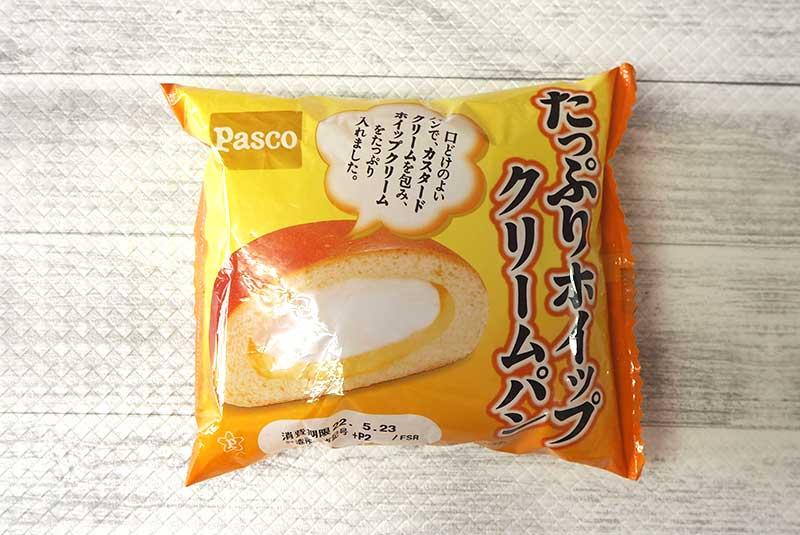 Pasco
口どけのよい
パンで、カスタード
クリームを包み、
ホイップクリーム
をたっぷり
入れました。
たっぷりホイップ
クリームパン
消費期限 22. 5.23
+P2 /FSR